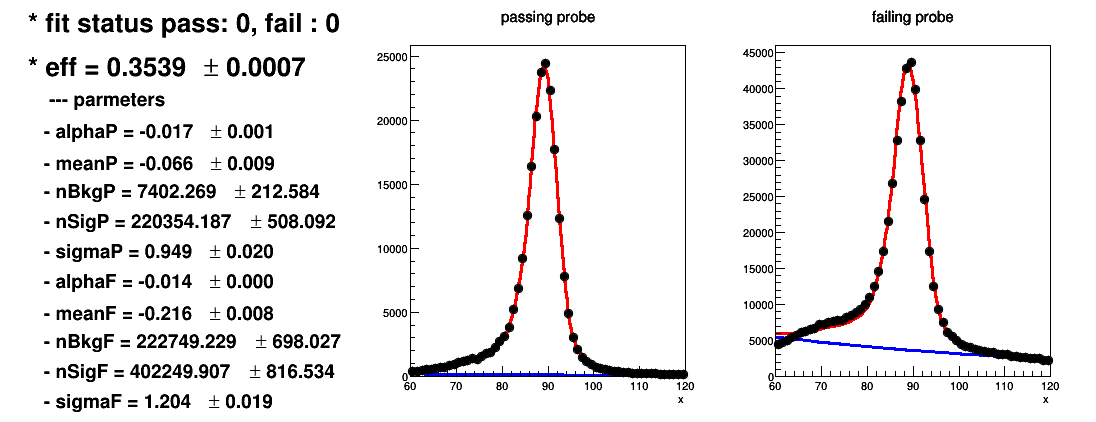 * fit status pass: 0, fail : 0
* eff = 0.3539 ± 0.0007
--- parmeters
- alphaP = -0.017 ± 0.001
- meanP = -0.066 ± 0.009
- nBkgP = 7402.269 ± 212.584
- nSigP = 220354.187 ± 508.092
- sigmaP = 0.949 ± 0.020
- alphaF = -0.014 ± 0.000
- meanF = -0.216 ± 0.008
- nBkgF = 222749.229 ± 698.027
- nSigF = 402249.907 ± 816.534
- sigmaF = 1.204 ± 0.019
passing probe
25000
20000
15000
10000
5000
0
60 70 80 90 100 110 120
x
failing probe
45000
40000
35000
30000
25000
20000
15000
10000
5000
0
60 70 80 90 100 110 120
x